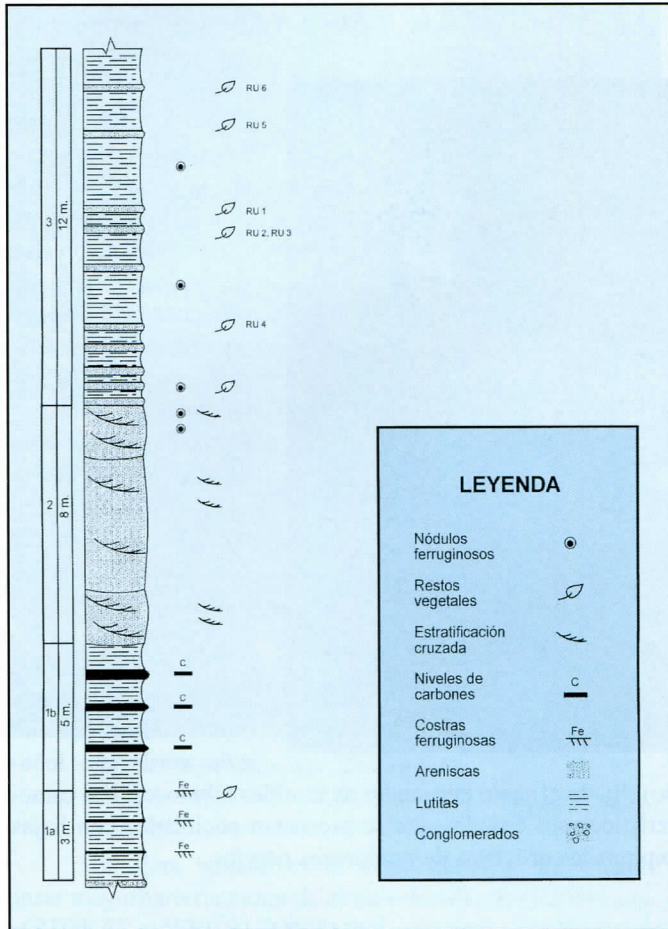 RU 6
RU 5
RU 1
RU 2, RU 3
RU 4
3
12 m.
2
8 m.
1b
5 m.
1a
3 m.
C
C
C
Fe
Fe
Fe
LEYENDA
Nódulos
ferruginosos
Restos
vegetales
Estratificación
cruzada
Niveles de
carbones
C
Costras
ferruginosas
Fe
Areniscas
Lutitas
Conglomerados